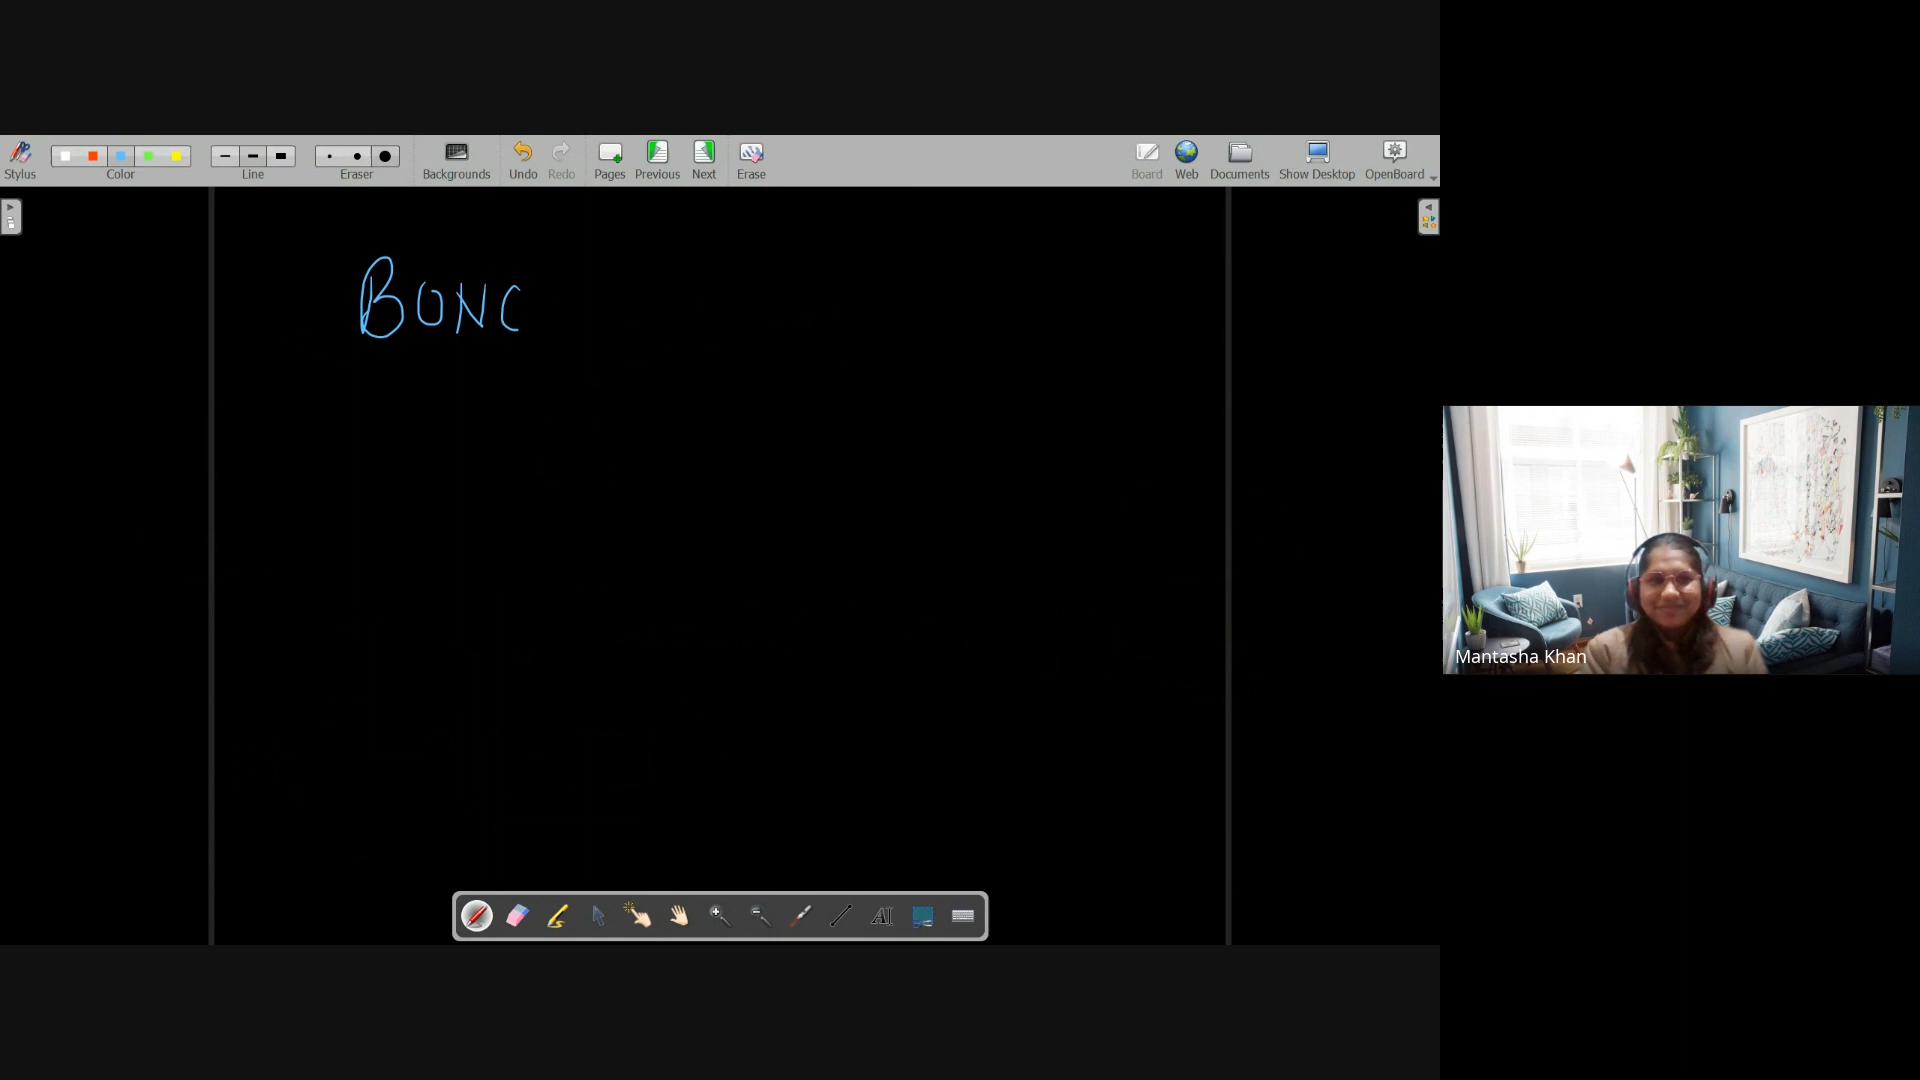 Stylus Color Line Eraser Backgrounds Undo Redo Pages Previous Next Erase Board Web Documents Show Desktop OpenBoard
BONC
Mantasha Khan
AI